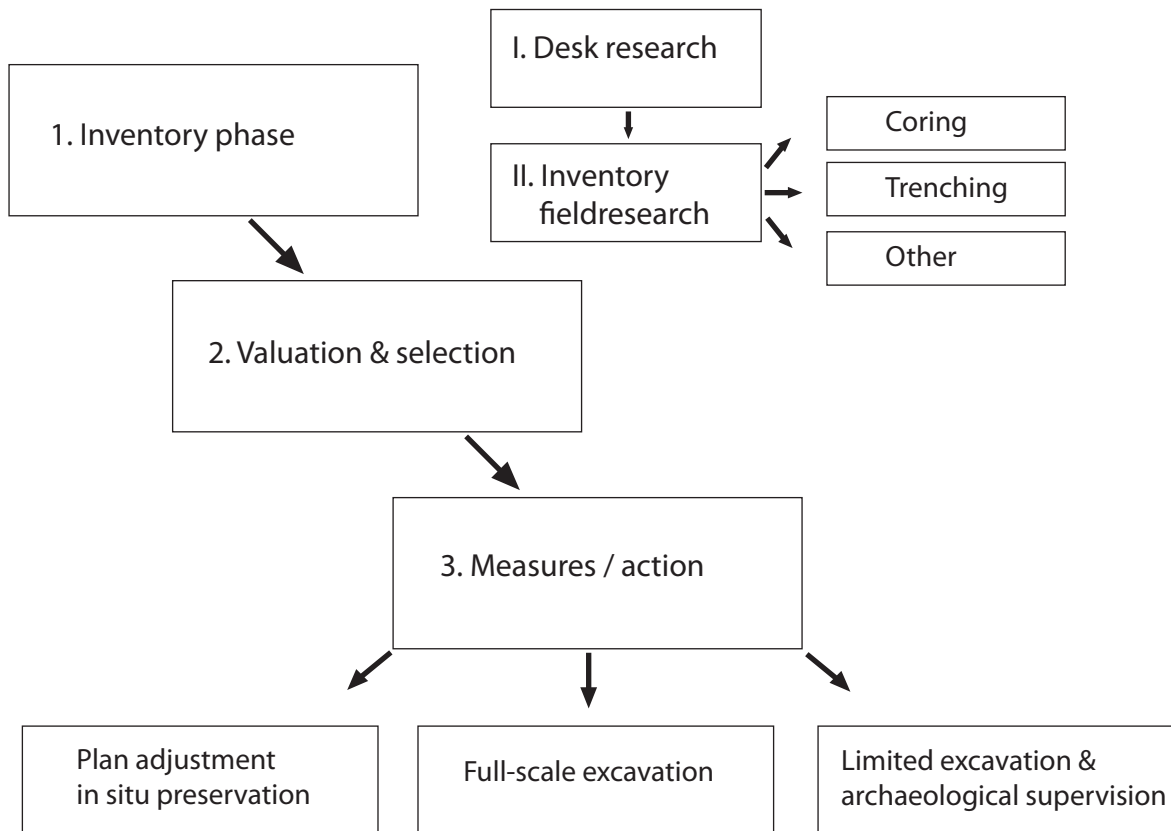 1. Inventory phase
I. Desk research
II. Inventory
fieldresearch
Coring
Trenching
Other
2. Valuation & selection
3. Measures / action
Plan adjustment
in situ preservation
Full-scale excavation
Limited excavation &
archaeological supervision